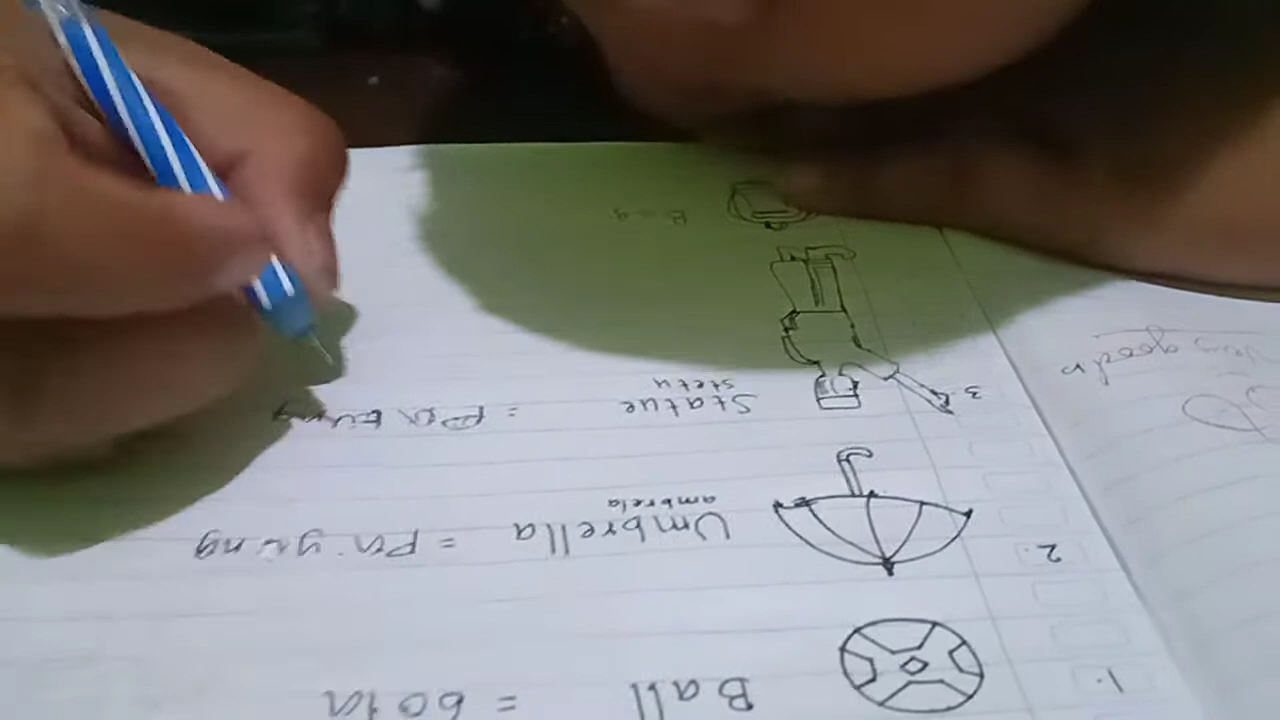 1. Ball = bola
2. Umbrella = Payung
ambrela
3. Statue = Patung
stetu
Very good